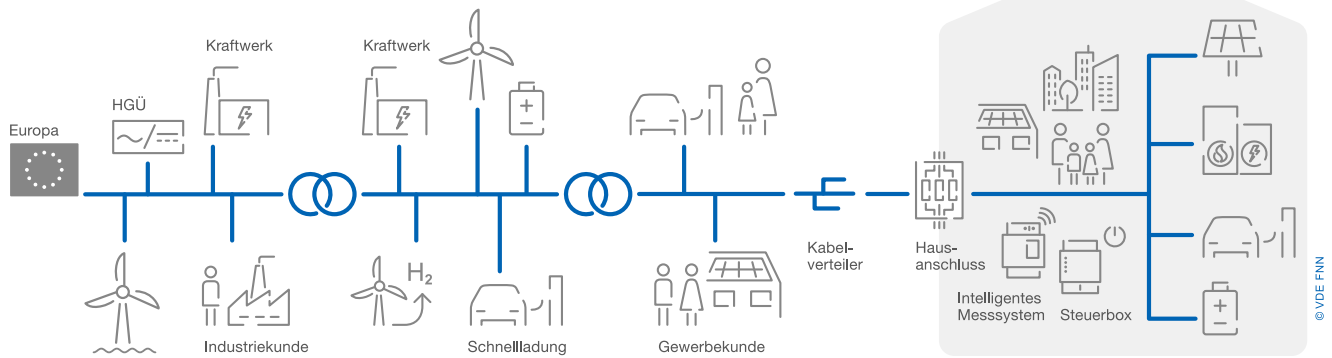 Europa
HGÜ
Kraftwerk
Kraftwerk
H₂
Industriekunde
Schnellladung
Gewerbekunde
Kabel-
verteiler
Haus-
anschluss
Intelligentes
Messsystem
Steuerbox
© VDE FNN